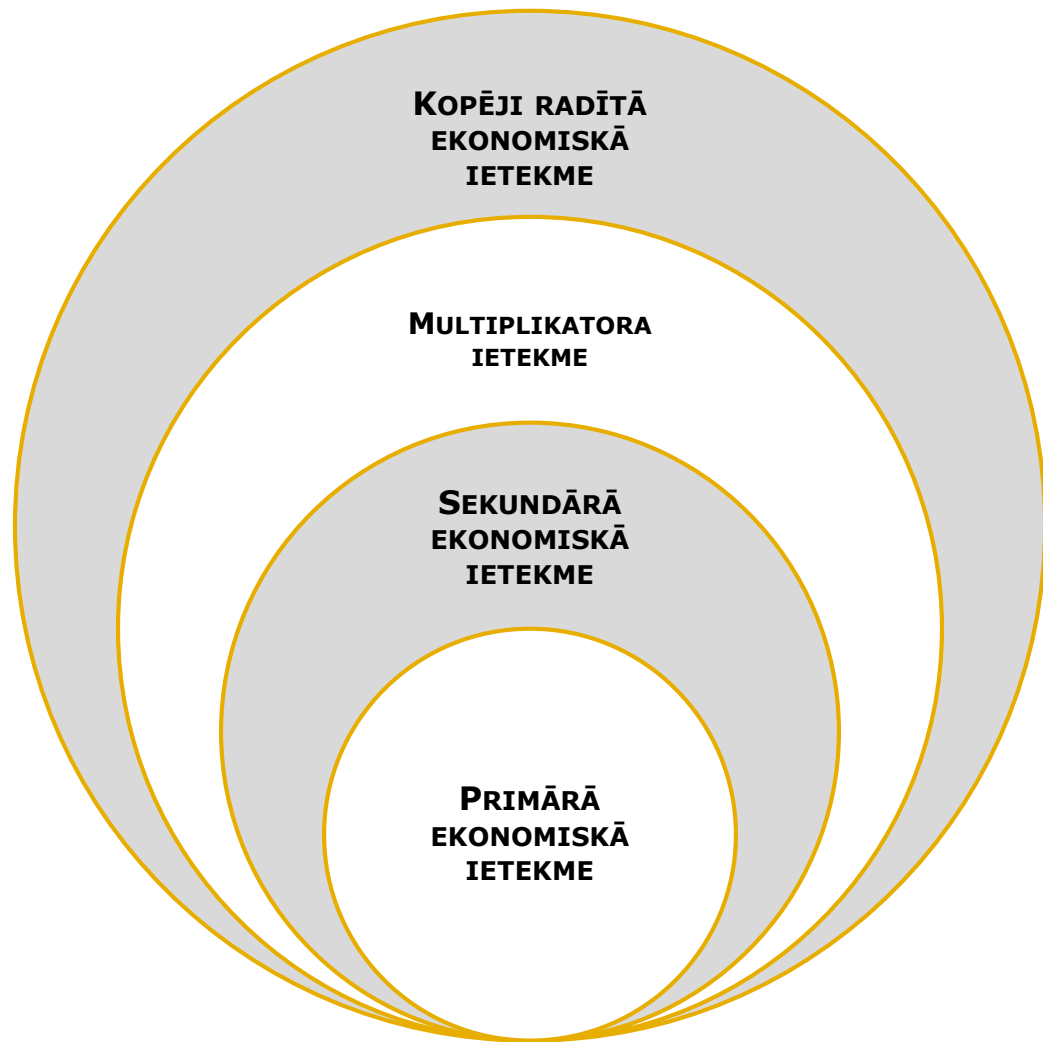 KOPĒJI RADĪTĀ
EKONOMISKĀ
IETEKME
MULTIPLIKATORA
IETEKME
SEKUNDĀRĀ
EKONOMISKĀ
IETEKME
PRIMĀRĀ
EKONOMISKĀ
IETEKME